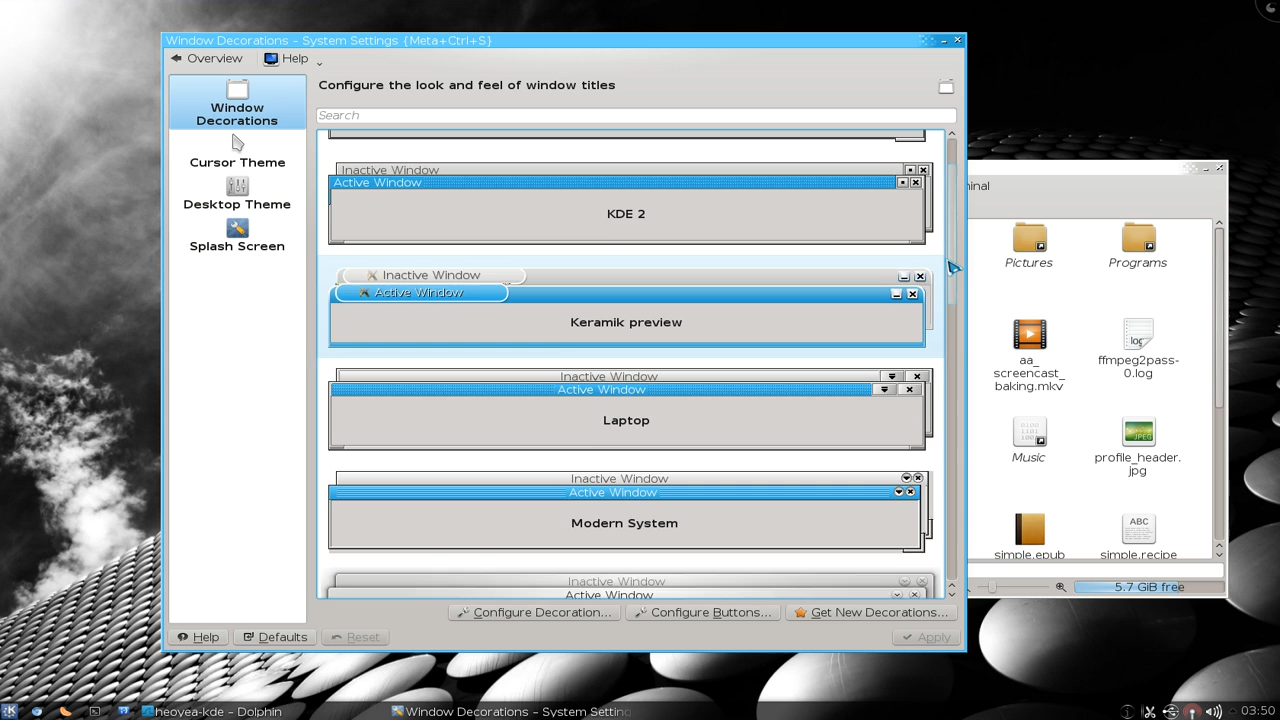 Window Decorations – System Settings {Meta+Ctrl+S}
Overview
Help
Window
Decorations
Cursor Theme
Desktop Theme
Splash Screen
Configure the look and feel of window titles
Search
Inactive Window
Active Window
KDE 2
Inactive Window
Active Window
Keramik preview
Inactive Window
Active Window
Laptop
Inactive Window
Active Window
Modern System
Inactive Window
Active Window
Configure Decoration...
Configure Buttons...
Get New Decorations...
Help
Defaults
Reset
Apply
minal
Pictures
Programs
aa_
screencast_
baking.mkv
log
ffmpeg2pass-
0.log
Music
JPEG
profile_header.
jpg
simple.epub
ABC
simple.recipe
5.7 GiB free
heoyea-kde – Dolphin
Window Decorations – System Setting
03:50